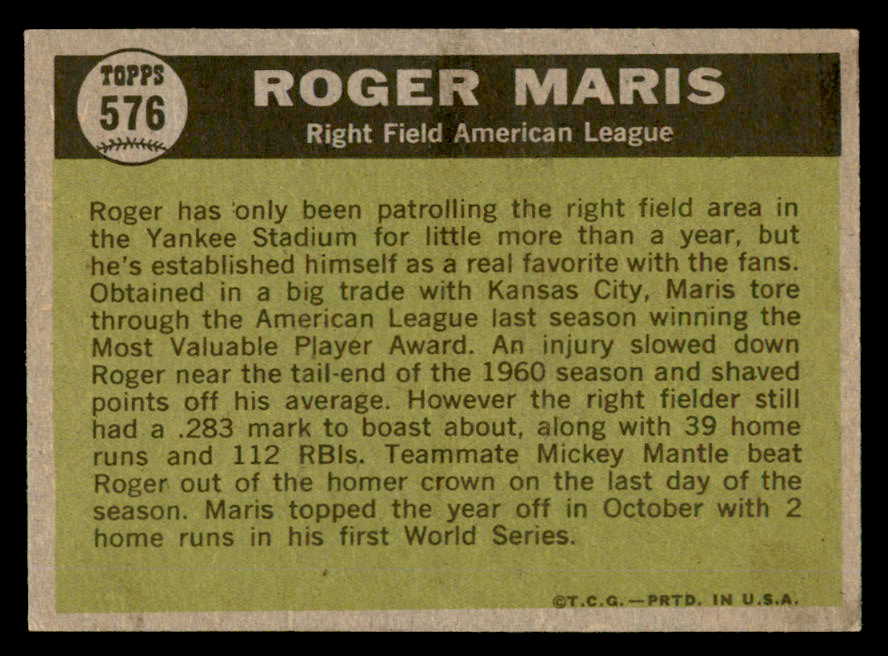 TOPPS
576
ROGER MARIS
Right Field American League
Roger has only been patrolling the right field area in
the Yankee Stadium for little more than a year, but
he's established himself as a real favorite with the fans.
Obtained in a big trade with Kansas City, Maris tore
through the American League last season winning the
Most Valuable Player Award. An injury slowed down
Roger near the tail-end of the 1960 season and shaved
points off his average. However the right fielder still
had a .283 mark to boast about, along with 39 home
runs and 112 RBIs. Teammate Mickey Mantle beat
Roger out of the homer crown on the last day of the
season. Maris topped the year off in October with 2
home runs in his first World Series.
©T.C.G.—PRTD. IN U.S.A.